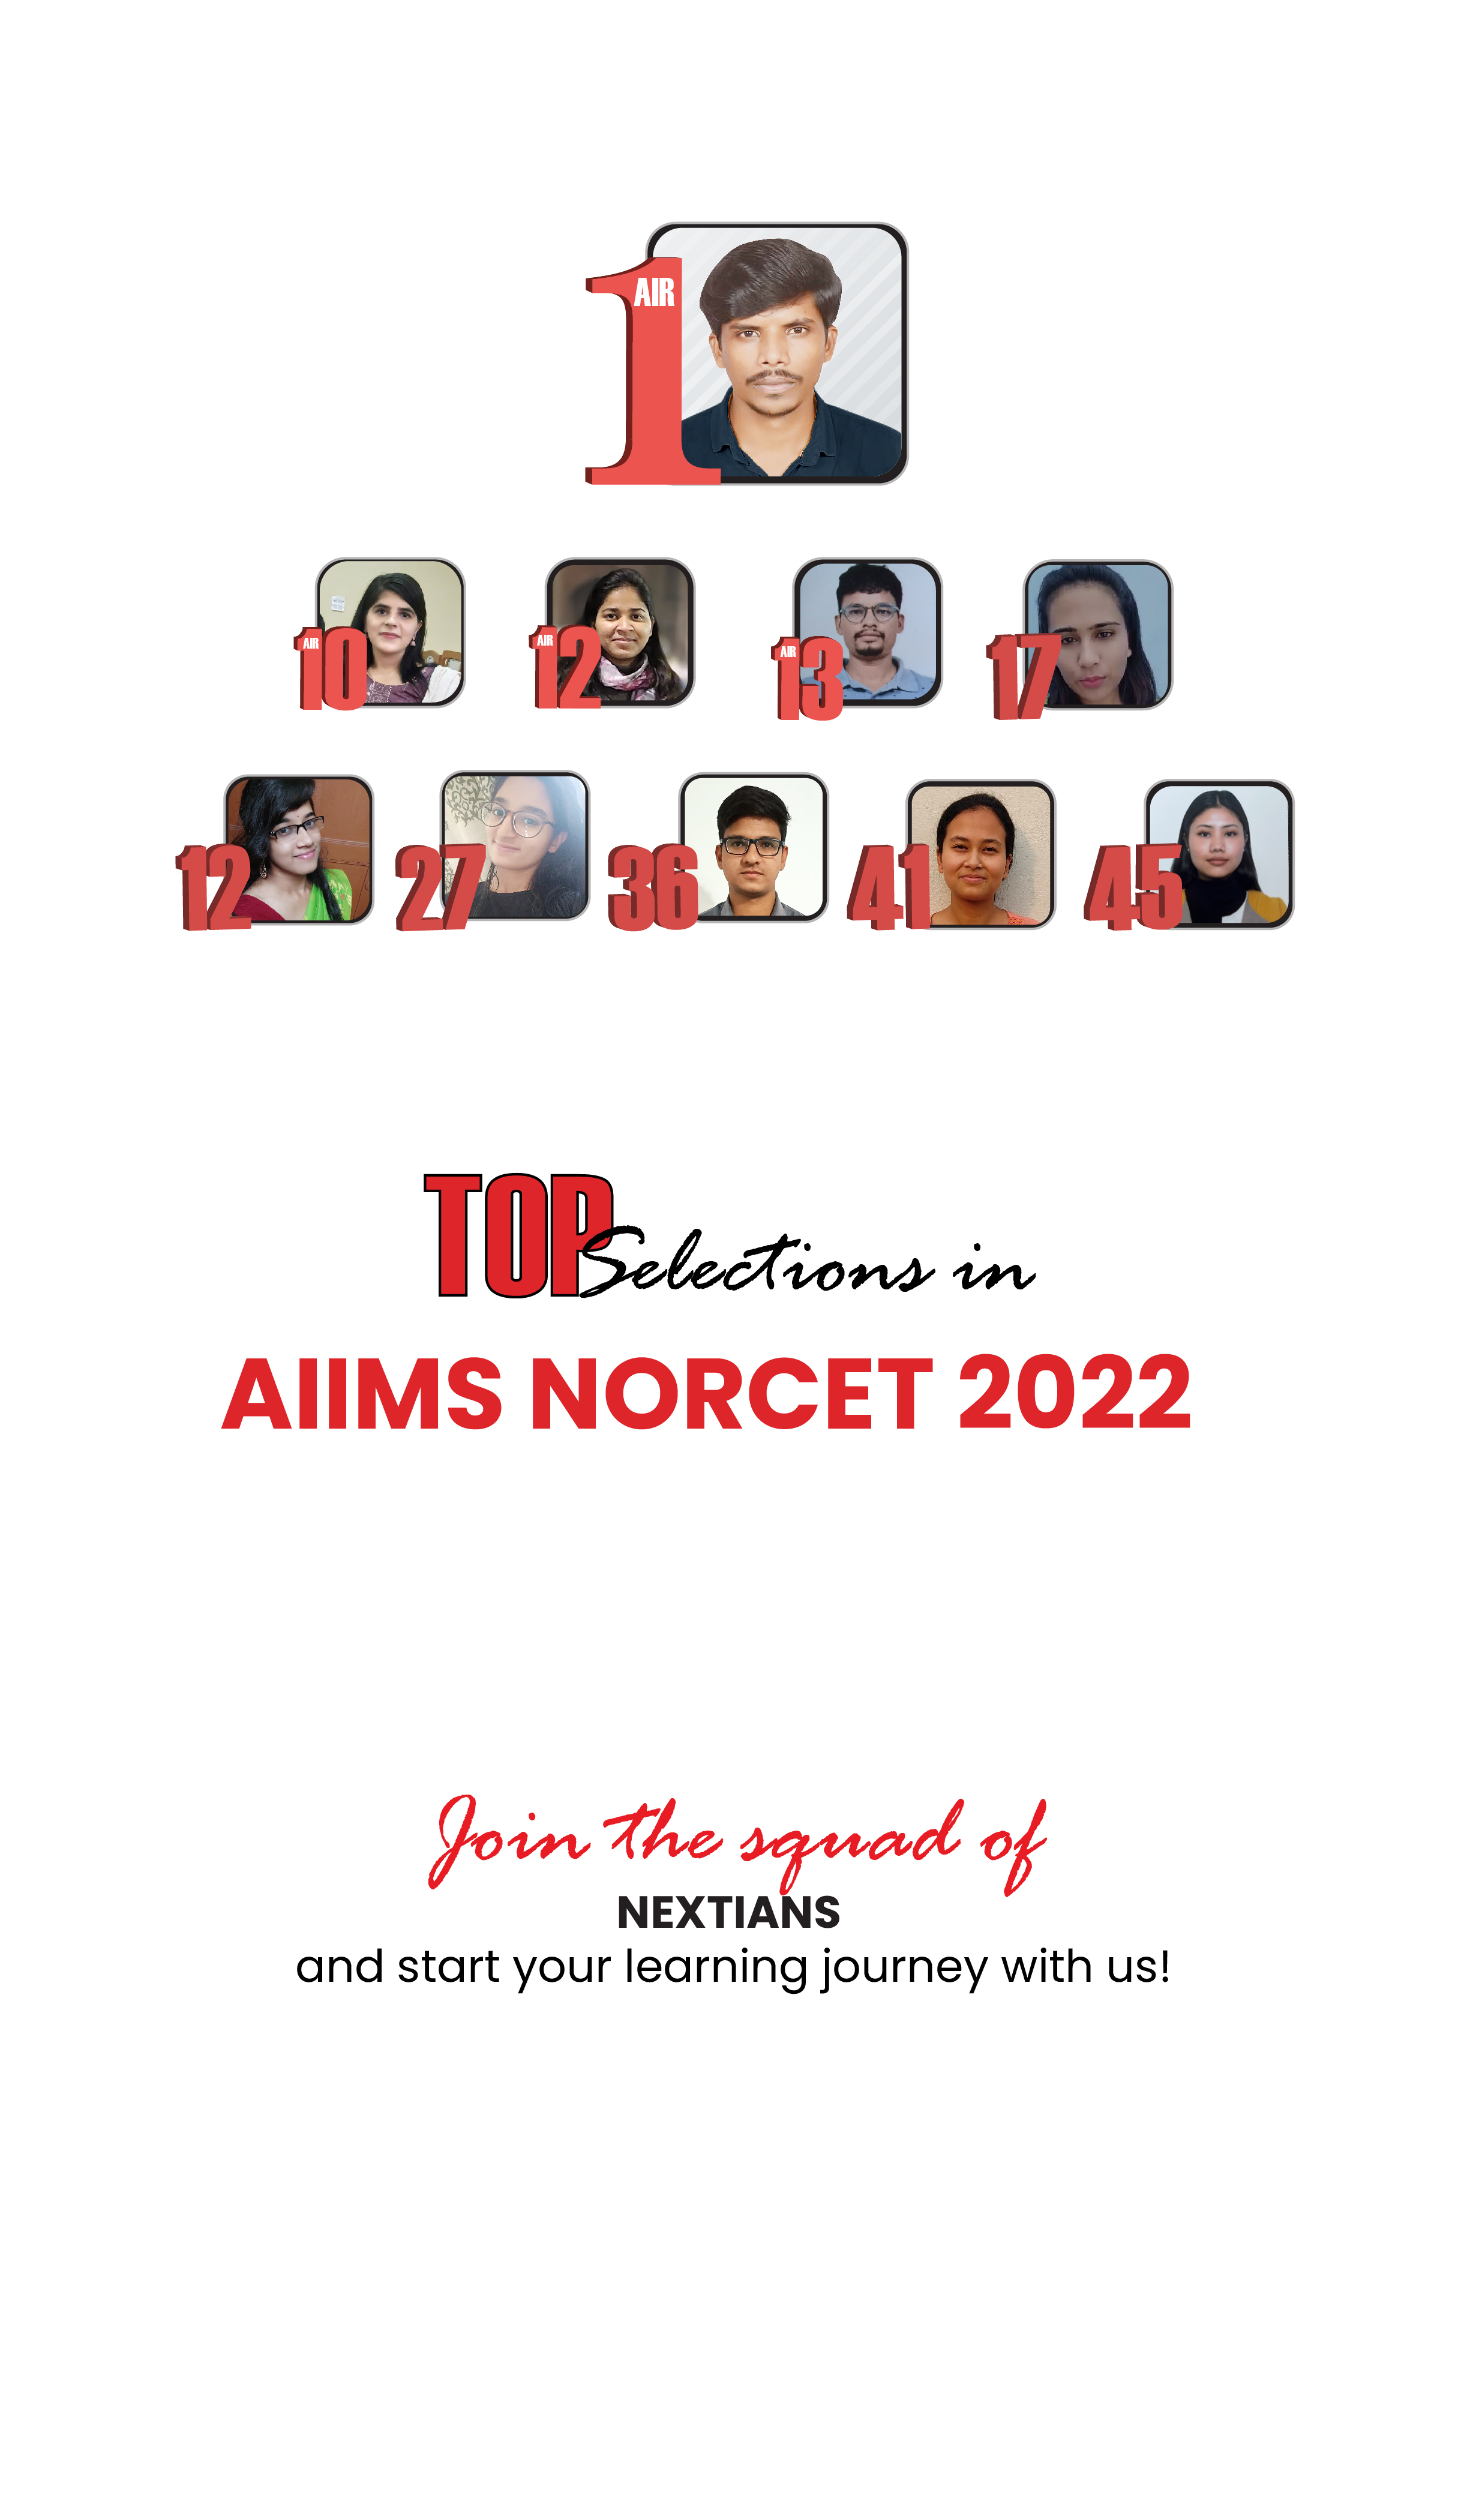 AIR
1
AIR
10
AIR
12
AIR
13
17
12
27
36
41
45
TOP Selections in
AIIMS NORCET 2022
Join the squad of
NEXTIANS
and start your learning journey with us!